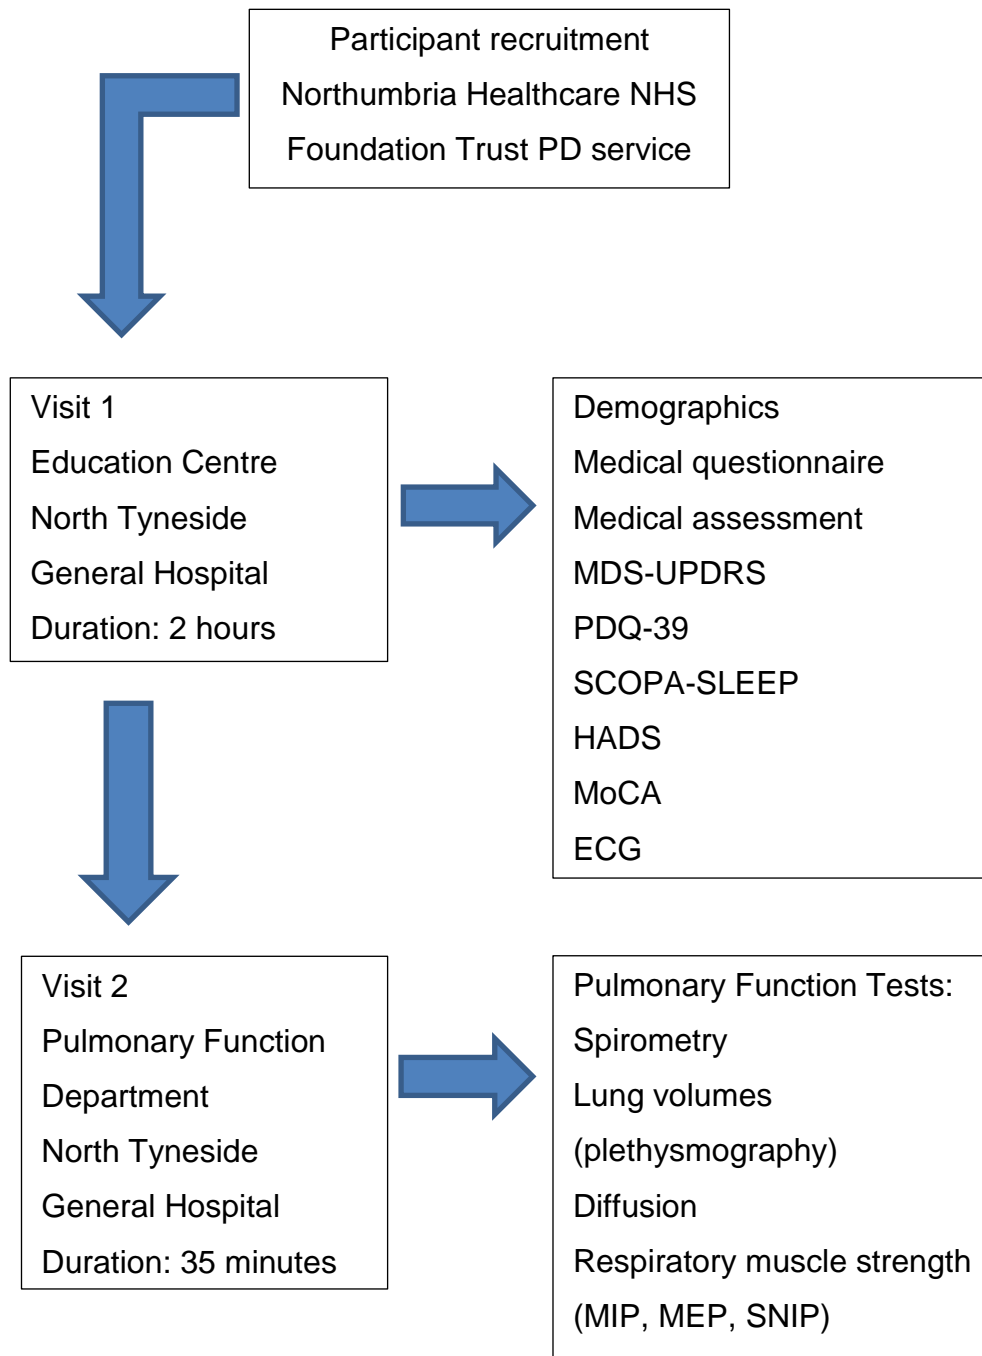 Participant recruitment
Northumbria Healthcare NHS
Foundation Trust PD service
Visit 1
Education Centre
North Tyneside
General Hospital
Duration: 2 hours
Demographics
Medical questionnaire
Medical assessment
MDS-UPDRS
PDQ-39
SCOPA-SLEEP
HADS
MoCA
ECG
Visit 2
Pulmonary Function
Department
North Tyneside
General Hospital
Duration: 35 minutes
Pulmonary Function Tests:
Spirometry
Lung volumes
(plethysmography)
Diffusion
Respiratory muscle strength
(MIP, MEP, SNIP)